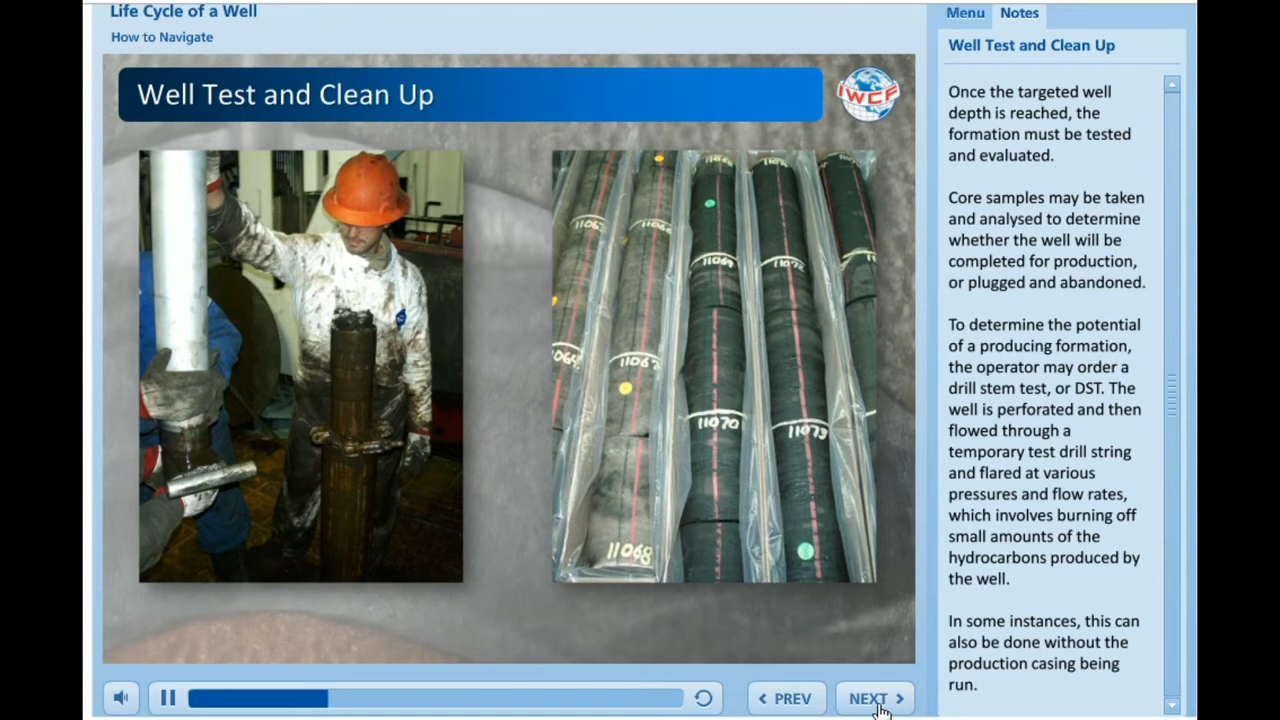 Life Cycle of a Well
How to Navigate
Menu
Notes
Well Test and Clean Up
IWCF
Well Test and Clean Up
Once the targeted well
depth is reached, the
formation must be tested
and evaluated.
Core samples may be taken
and analysed to determine
whether the well will be
completed for production,
or plugged and abandoned.
To determine the potential
of a producing formation,
the operator may order a
drill stem test, or DST. The
well is perforated and then
flowed through a
temporary test drill string
and flared at various
pressures and flow rates,
which involves burning off
small amounts of the
hydrocarbons produced by
the well.
In some instances, this can
also be done without the
production casing being
run.
11069
11072
11067
11070
11073
11068
PREV
NEXT